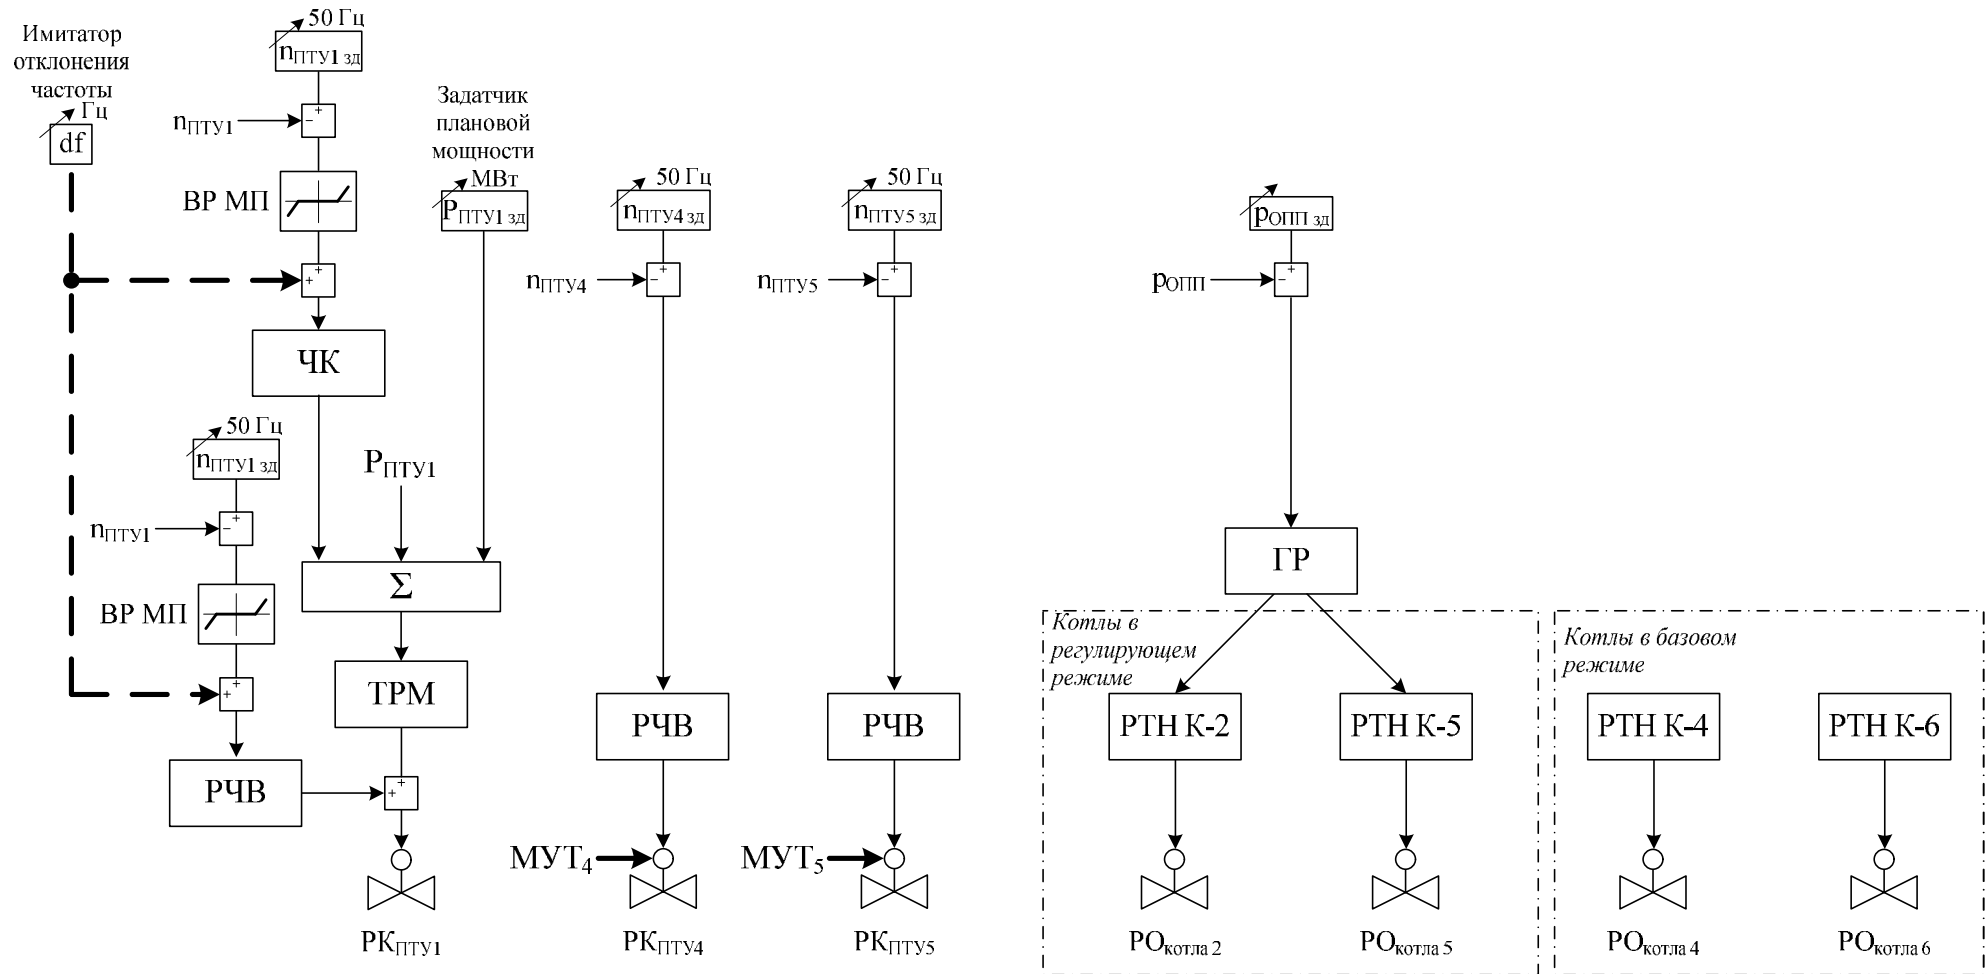 Имитатор
отклонения
частоты
Гц
df
50 Гц
nПТУ1 зд
+
−
nПТУ1
ВР МП
+
+
ЧК
Задатчик
плановой
мощности
МВт
PПТУ1 зд
50 Гц
nПТУ1 зд
+
−
nПТУ1
ВР МП
+
+
РЧВ
PПТУ1
Σ
ТРМ
+
+
РКПТУ1
50 Гц
nПТУ4 зд
+
−
nПТУ4
РЧВ
МУТ4
РКПТУ4
50 Гц
nПТУ5 зд
+
−
nПТУ5
РЧВ
МУТ5
РКПТУ5
pОПП зд
+
−
pОПП
ГР
Котлы в
регулирующем
режиме
РТН К-2
РТН К-5
РОкотла 2
РОкотла 5
Котлы в базовом
режиме
РТН К-4
РТН К-6
РОкотла 4
РОкотла 6